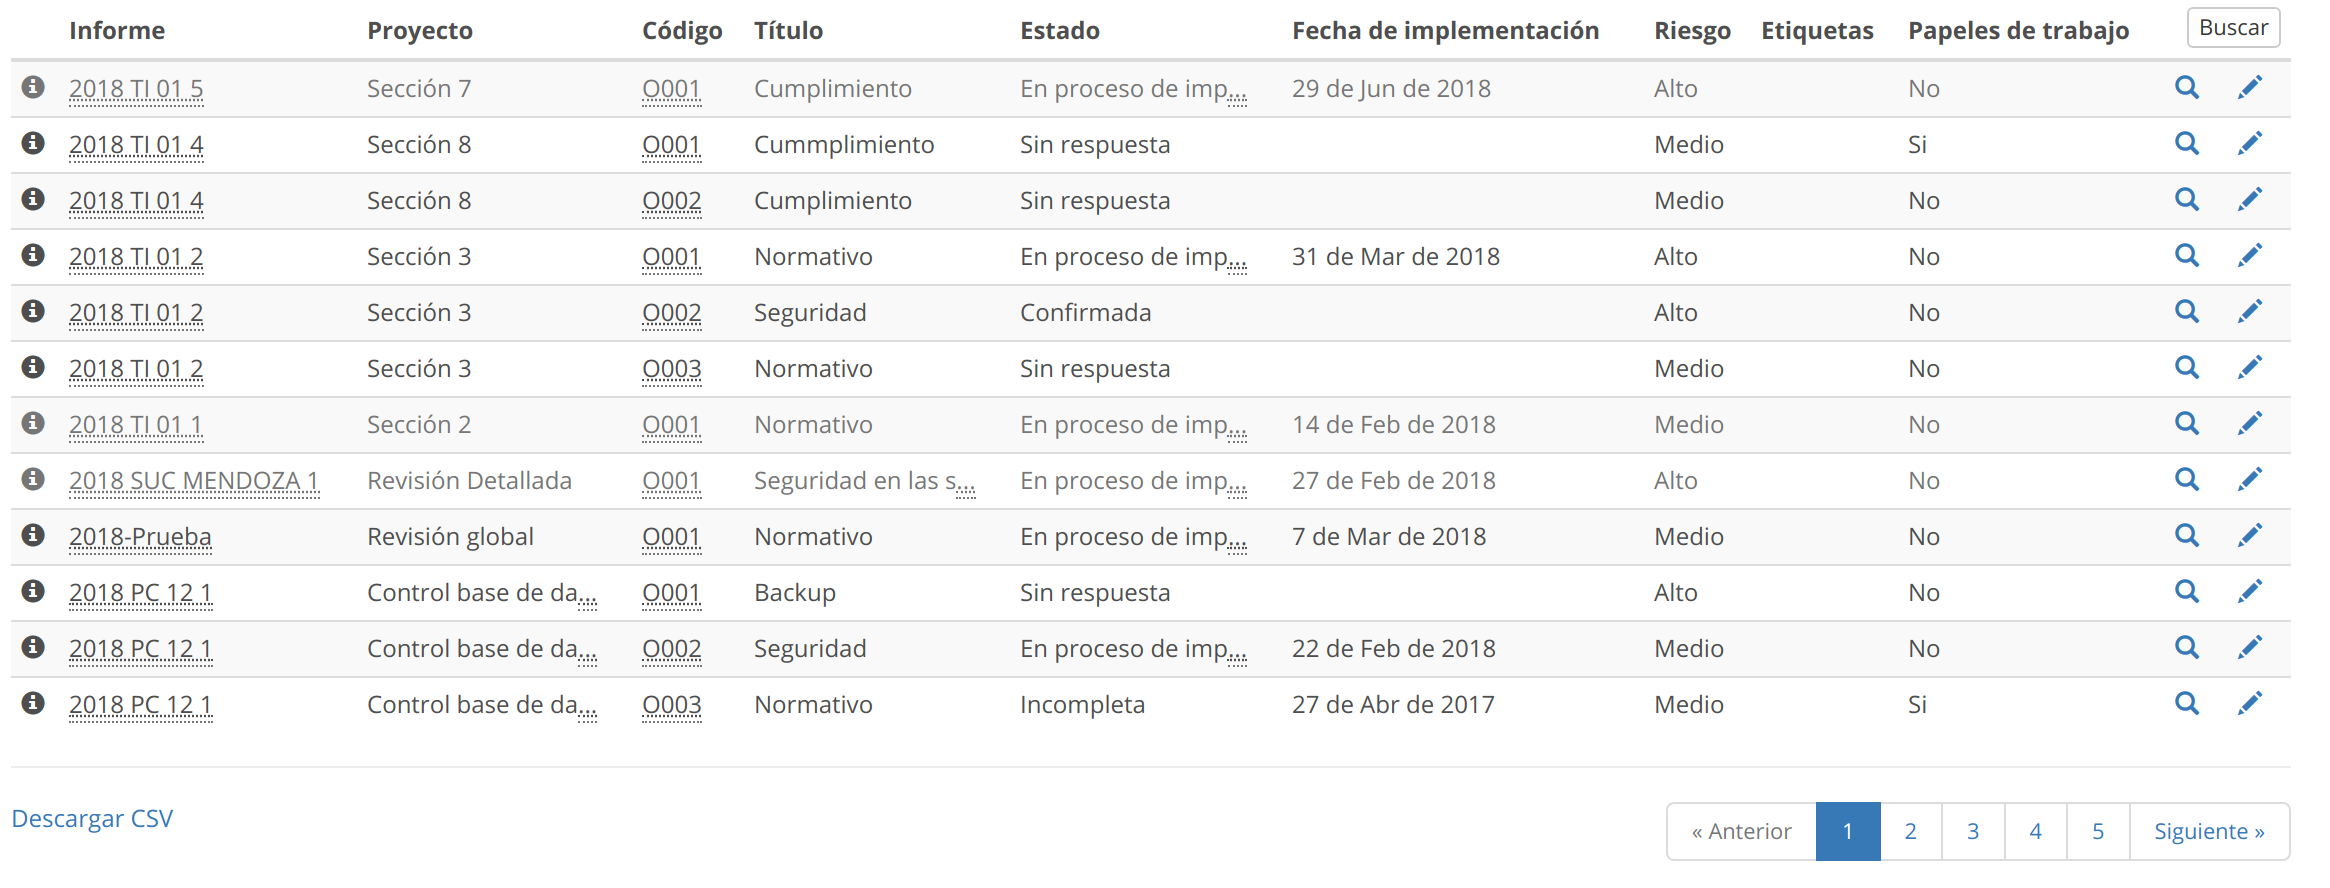 Informe Proyecto Código Título Estado Fecha de implementación Riesgo Etiquetas Papeles de trabajo Buscar
2018 TI 01 5 Sección 7 O001 Cumplimiento En proceso de imp... 29 de Jun de 2018 Alto No
2018 TI 01 4 Sección 8 O001 Cummplimiento Sin respuesta Medio Si
2018 TI 01 4 Sección 8 O002 Cumplimiento Sin respuesta Medio No
2018 TI 01 2 Sección 3 O001 Normativo En proceso de imp... 31 de Mar de 2018 Alto No
2018 TI 01 2 Sección 3 O002 Seguridad Confirmada Alto No
2018 TI 01 2 Sección 3 O003 Normativo Sin respuesta Medio No
2018 TI 01 1 Sección 2 O001 Normativo En proceso de imp... 14 de Feb de 2018 Medio No
2018 SUC MENDOZA 1 Revisión Detallada O001 Seguridad en las s... En proceso de imp... 27 de Feb de 2018 Alto No
2018-Prueba Revisión global O001 Normativo En proceso de imp... 7 de Mar de 2018 Medio No
2018 PC 12 1 Control base de da... O001 Backup Sin respuesta Alto No
2018 PC 12 1 Control base de da... O002 Seguridad En proceso de imp... 22 de Feb de 2018 Medio No
2018 PC 12 1 Control base de da... O003 Normativo Incompleta 27 de Abr de 2017 Medio Si
Descargar CSV « Anterior 1 2 3 4 5 Siguiente »